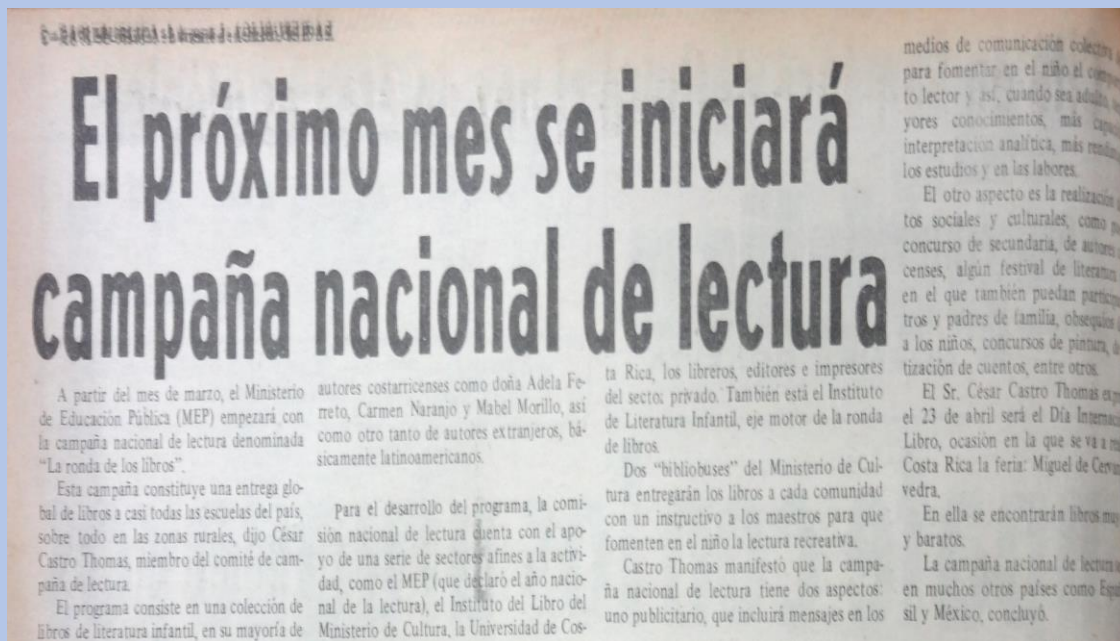 El próximo mes se iniciará
campaña nacional de lectura
A partir del mes de marzo, el Ministerio
de Educación Pública (MEP) empezará con
la campaña nacional de lectura denominada
“La ronda de los libros”.
Esta campaña constituye una entrega glo-
bal de libros a casi todas las escuelas del país,
sobre todo en las zonas rurales, dijo César
Castro Thomas, miembro del comité de cam-
paña de lectura.
El programa consiste en una colección de
libros de literatura infantil, en su mayoría de
autores costarricenses como doña Adela Fe-
rreto, Carmen Naranjo y Mabel Morillo, así
como otro tanto de autores extranjeros, bá-
sicamente latinoamericanos.
Para el desarrollo del programa, la comi-
sión nacional de lectura cuenta con el apo-
yo de una serie de sectores afines a la activi-
dad, como el MEP (que declaró el año nacio-
nal de la lectura), el Instituto del Libro del
Ministerio de Cultura, la Universidad de Cos-
ta Rica, los libreros, editores e impresores
del sector privado. También está el Instituto
de Literatura Infantil, eje motor de la ronda
de libros.
Dos “bibliobuses” del Ministerio de Cul-
tura entregarán los libros a cada comunidad
con un instructivo a los maestros para que
fomenten en el niño la lectura recreativa.
Castro Thomas manifestó que la campa-
ña nacional de lectura tiene dos aspectos:
uno publicitario, que incluirá mensajes en los
medios de comunicación
para fomentar en el niño el
to lector y así, cuando sea
yores conocimientos, más
interpretación analítica, más
los estudios y en las labores.
El otro aspecto es la realización
tos sociales y culturales, como
concurso de secundaria, de
censes, algún festival de
en el que también puedan
tros y padres de familia,
a los niños, concursos de pintura,
tización de cuentos, entre otros.
El Sr. César Castro Thomas
el 23 de abril será el Día
Libro, ocasión en la que se va a
Costa Rica la feria: Miguel de
vedra.
En ella se encontrarán libros
y baratos.
La campaña nacional de lectura
en muchos otros países como
sil y México, concluyó.